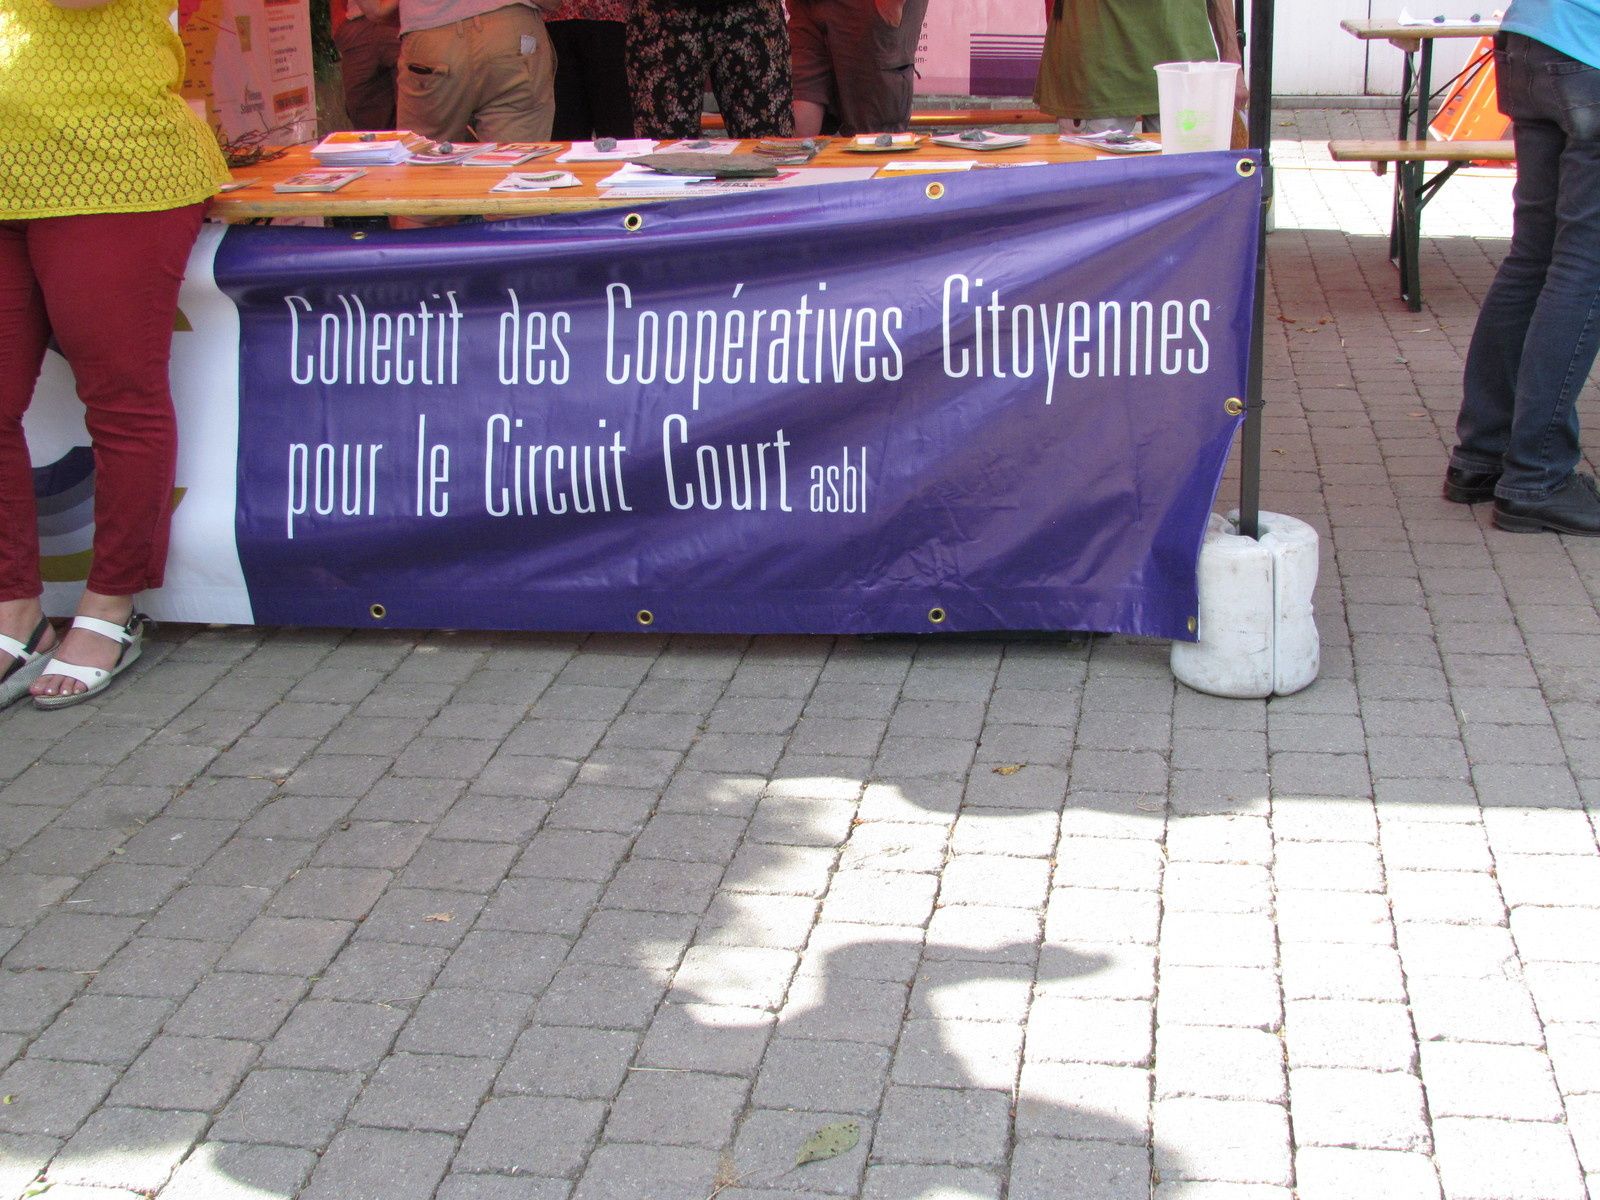 Collectif des Coopératives Citoyennes
pour le Circuit Court asbl